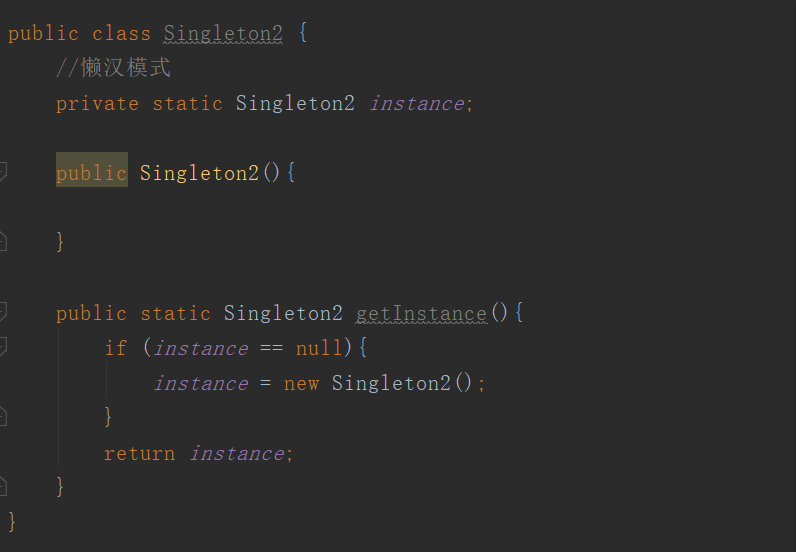 public class Singleton2 {
//懒汉模式
private static Singleton2 instance;
public Singleton2(){
}
public static Singleton2 getInstance(){
if (instance == null){
instance = new Singleton2();
}
return instance;
}
}